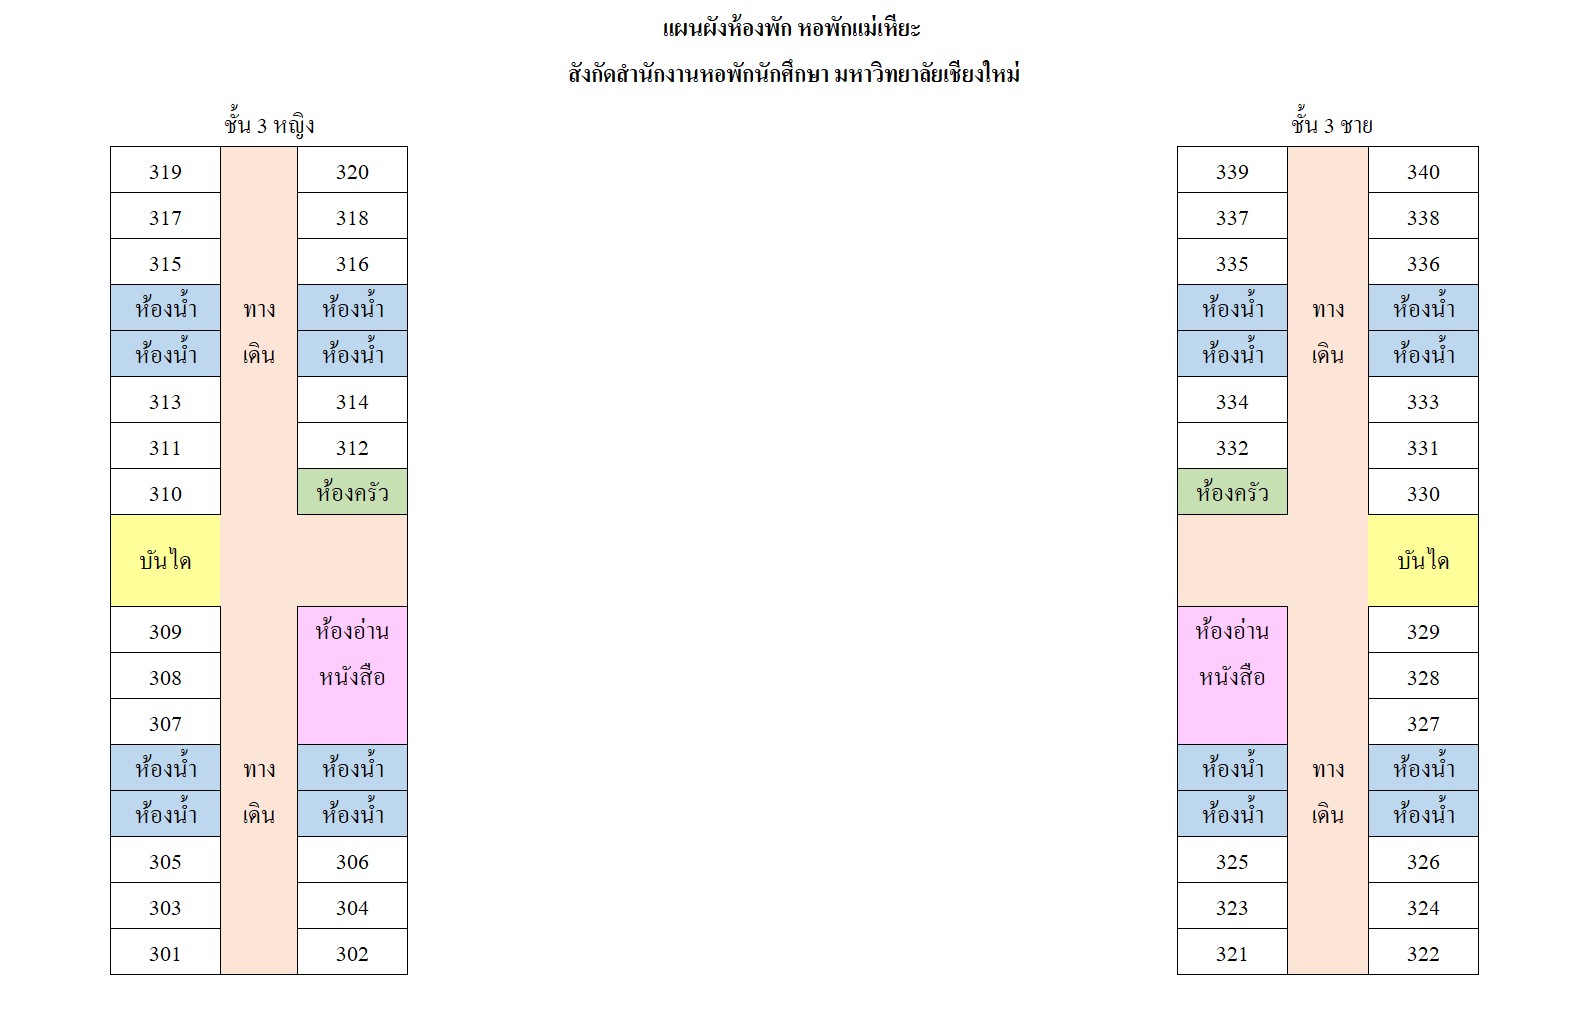 แผนผังห้องพัก หอพักแม่เหียะ
สังกัดสำนักงานหอพักนักศึกษา มหาวิทยาลัยเชียงใหม่
ชั้น 3 หญิง
319 320
317 318
315 316
ห้องน้ำ ทาง ห้องน้ำ
ห้องน้ำ เดิน ห้องน้ำ
313 314
311 312
310 ห้องครัว
บันได
309 ห้องอ่าน
308 หนังสือ
307
ห้องน้ำ ทาง ห้องน้ำ
ห้องน้ำ เดิน ห้องน้ำ
305 306
303 304
301 302
ชั้น 3 ชาย
339 340
337 338
335 336
ห้องน้ำ ทาง ห้องน้ำ
ห้องน้ำ เดิน ห้องน้ำ
334 333
332 331
ห้องครัว 330
บันได
ห้องอ่าน 329
หนังสือ 328
327
ห้องน้ำ ทาง ห้องน้ำ
ห้องน้ำ เดิน ห้องน้ำ
325 326
323 324
321 322